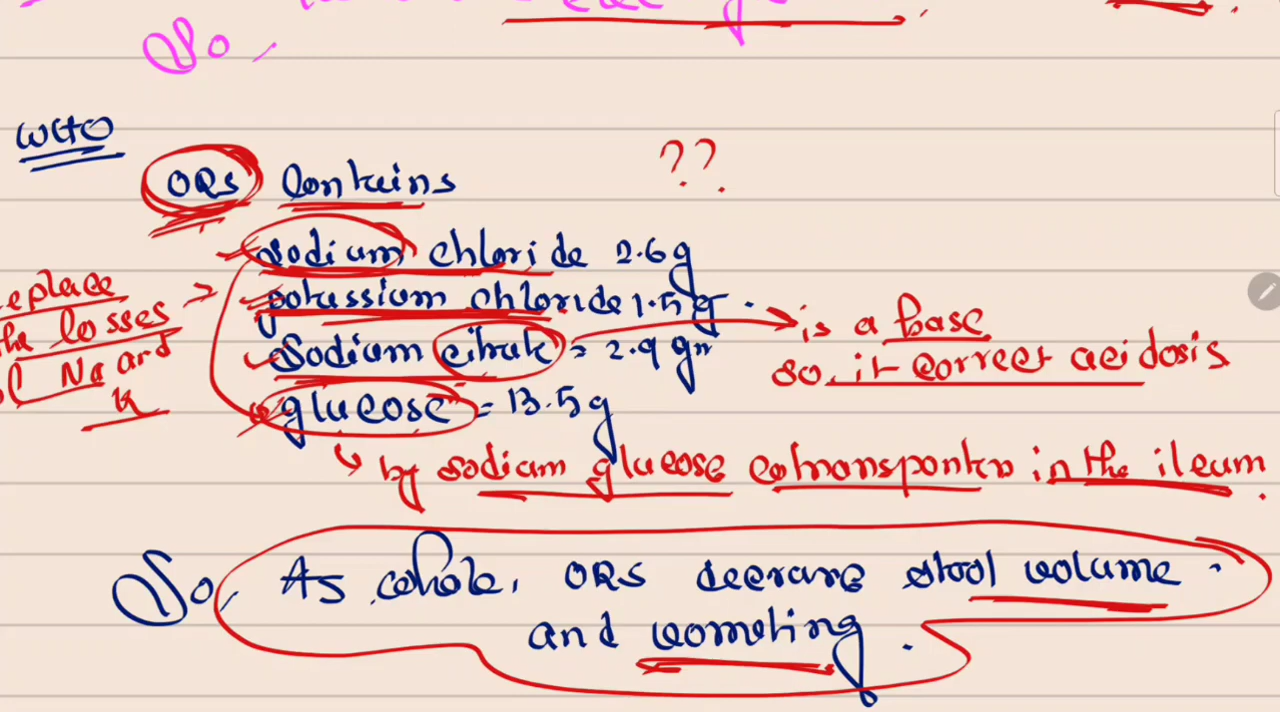 So,
WHO
ORS Contains
??
sodium chloride 2.6g
potassium chloride 1.5g.
Sodium citrate = 2.9 gm
glucose = 13.5g
replace
the losses
of Na and
K
is a base
so, it correct acidosis
by sodium glucose cotransporter in the ileum.
So, As whole, ORS decrease stool volume
and vometing.